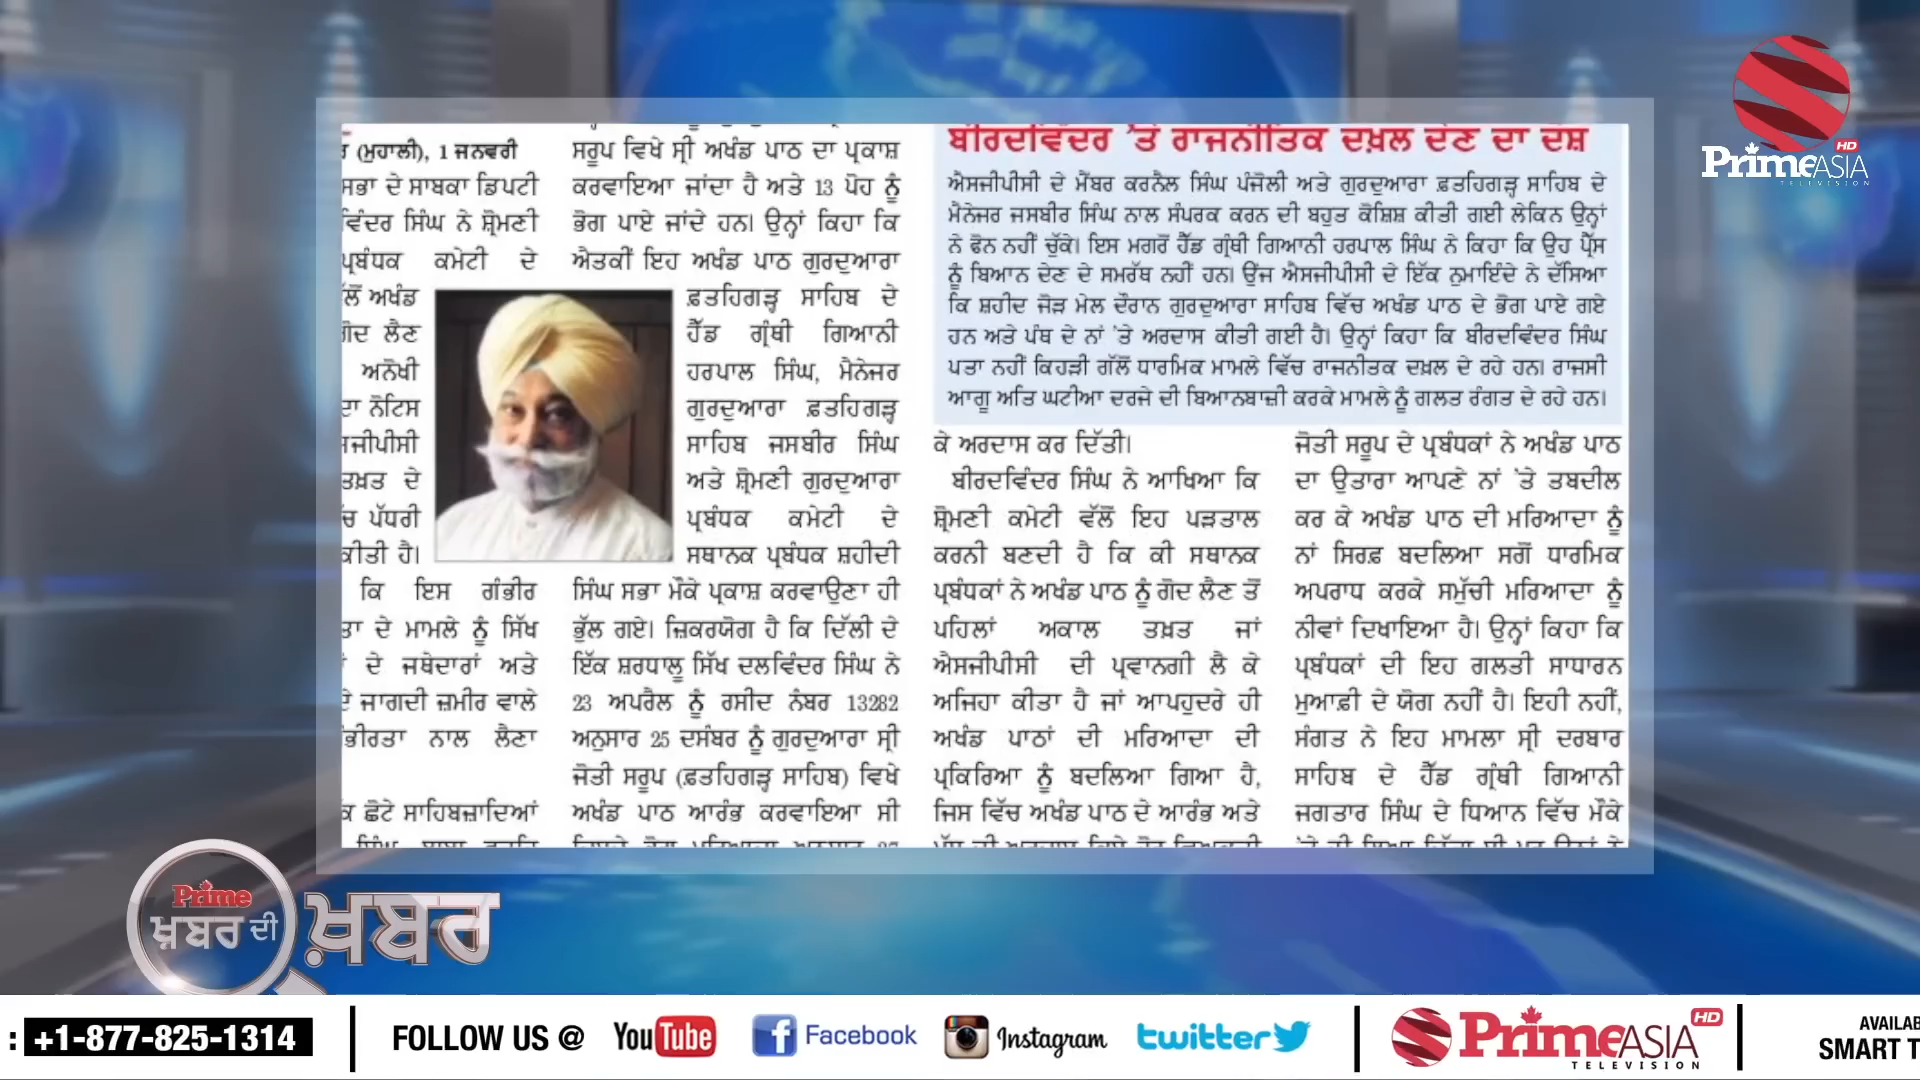 (ਮੁਹਾਲੀ), 1 ਜਨਵਰੀ
ਸਭਾ ਦੇ ਸਾਬਕਾ ਡਿਪਟੀ
ਵਿੰਦਰ ਸਿੰਘ ਨੇ ਸ਼੍ਰੋਮਣੀ
ਪ੍ਰਬੰਧਕ ਕਮੇਟੀ ਦੇ
ਅਖੰਡ
ਲੈਣ
ਅਨੋਖੀ
ਦਾ ਨੋਟਿਸ
ਤਖ਼ਤ ਦੇ
ਪੱਧਰੀ
ਕੀਤੀ ਹੈ।
ਕਿ ਇਸ ਗੰਭੀਰ
ਦੇ ਮਾਮਲੇ ਨੂੰ ਸਿੱਖ
ਦੇ ਜਥੇਦਾਰਾਂ ਅਤੇ
ਜਾਗਦੀ ਜ਼ਮੀਰ ਵਾਲੇ
ਨਾਲ ਲੈਣਾ
ਛੋਟੇ ਸਾਹਿਬਜ਼ਾਦਿਆਂ
ਸਰੂਪ ਵਿਖੇ ਸ੍ਰੀ ਅਖੰਡ ਪਾਠ ਦਾ ਪ੍ਰਕਾਸ਼
ਕਰਵਾਇਆ ਜਾਂਦਾ ਹੈ ਅਤੇ 13 ਪੋਹ ਨੂੰ
ਭੋਗ ਪਾਏ ਜਾਂਦੇ ਹਨ। ਉਨ੍ਹਾਂ ਕਿਹਾ ਕਿ
ਐਤਕੀਂ ਇਹ ਅਖੰਡ ਪਾਠ ਗੁਰਦੁਆਰਾ
ਫ਼ਤਹਿਗੜ੍ਹ ਸਾਹਿਬ ਦੇ
ਹੈੱਡ ਗ੍ਰੰਥੀ ਗਿਆਨੀ
ਹਰਪਾਲ ਸਿੰਘ, ਮੈਨੇਜਰ
ਗੁਰਦੁਆਰਾ ਫ਼ਤਹਿਗੜ੍ਹ
ਸਾਹਿਬ ਜਸਬੀਰ ਸਿੰਘ
ਅਤੇ ਸ਼੍ਰੋਮਣੀ ਗੁਰਦੁਆਰਾ
ਪ੍ਰਬੰਧਕ ਕਮੇਟੀ ਦੇ
ਸਥਾਨਕ ਪ੍ਰਬੰਧਕ ਸ਼ਹੀਦੀ
ਸਿੰਘ ਸਭਾ ਮੌਕੇ ਪ੍ਰਕਾਸ਼ ਕਰਵਾਉਣਾ ਹੀ
ਭੁੱਲ ਗਏ। ਜ਼ਿਕਰਯੋਗ ਹੈ ਕਿ ਦਿੱਲੀ ਦੇ
ਇੱਕ ਸ਼ਰਧਾਲੂ ਸਿੱਖ ਦਲਵਿੰਦਰ ਸਿੰਘ ਨੇ
23 ਅਪਰੈਲ ਨੂੰ ਰਸੀਦ ਨੰਬਰ 13282
ਅਨੁਸਾਰ 25 ਦਸੰਬਰ ਨੂੰ ਗੁਰਦੁਆਰਾ ਸ੍ਰੀ
ਜੋਤੀ ਸਰੂਪ (ਫ਼ਤਹਿਗੜ੍ਹ ਸਾਹਿਬ) ਵਿਖੇ
ਅਖੰਡ ਪਾਠ ਆਰੰਭ ਕਰਵਾਇਆ ਸੀ
ਬੀਰਦਵਿੰਦਰ ’ਤੇ ਰਾਜਨੀਤਿਕ ਦਖ਼ਲ ਦੇਣ ਦਾ ਦੋਸ਼
ਐਸਜੀਪੀਸੀ ਦੇ ਮੈਂਬਰ ਕਰਨੈਲ ਸਿੰਘ ਪੰਜੋਲੀ ਅਤੇ ਗੁਰਦੁਆਰਾ ਫ਼ਤਹਿਗੜ੍ਹ ਸਾਹਿਬ ਦੇ
ਮੈਨੇਜਰ ਜਸਬੀਰ ਸਿੰਘ ਨਾਲ ਸੰਪਰਕ ਕਰਨ ਦੀ ਬਹੁਤ ਕੋਸ਼ਿਸ਼ ਕੀਤੀ ਗਈ ਲੇਕਿਨ ਉਨ੍ਹਾਂ
ਨੇ ਫੋਨ ਨਹੀਂ ਚੁੱਕੇ। ਇਸ ਮਗਰੋਂ ਹੈੱਡ ਗ੍ਰੰਥੀ ਗਿਆਨੀ ਹਰਪਾਲ ਸਿੰਘ ਨੇ ਕਿਹਾ ਕਿ ਉਹ ਪ੍ਰੈੱਸ
ਨੂੰ ਬਿਆਨ ਦੇਣ ਦੇ ਸਮਰੱਥ ਨਹੀਂ ਹਨ। ਉਂਜ ਐਸਜੀਪੀਸੀ ਦੇ ਇੱਕ ਨੁਮਾਇੰਦੇ ਨੇ ਦੱਸਿਆ
ਕਿ ਸ਼ਹੀਦ ਜੋੜ ਮੇਲ ਦੌਰਾਨ ਗੁਰਦੁਆਰਾ ਸਾਹਿਬ ਵਿੱਚ ਅਖੰਡ ਪਾਠ ਦੇ ਭੋਗ ਪਾਏ ਗਏ
ਹਨ ਅਤੇ ਪੰਥ ਦੇ ਨਾਂ ’ਤੇ ਅਰਦਾਸ ਕੀਤੀ ਗਈ ਹੈ। ਉਨ੍ਹਾਂ ਕਿਹਾ ਕਿ ਬੀਰਦਵਿੰਦਰ ਸਿੰਘ
ਪਤਾ ਨਹੀਂ ਕਿਹੜੀ ਗੱਲੋਂ ਧਾਰਮਿਕ ਮਾਮਲੇ ਵਿੱਚ ਰਾਜਨੀਤਕ ਦਖ਼ਲ ਦੇ ਰਹੇ ਹਨ। ਰਾਜਸੀ
ਆਗੂ ਅਤਿ ਘਟੀਆ ਦਰਜੇ ਦੀ ਬਿਆਨਬਾਜ਼ੀ ਕਰਕੇ ਮਾਮਲੇ ਨੂੰ ਗਲਤ ਰੰਗਤ ਦੇ ਰਹੇ ਹਨ।
ਕੇ ਅਰਦਾਸ ਕਰ ਦਿੱਤੀ।
ਬੀਰਦਵਿੰਦਰ ਸਿੰਘ ਨੇ ਆਖਿਆ ਕਿ
ਸ਼੍ਰੋਮਣੀ ਕਮੇਟੀ ਵੱਲੋਂ ਇਹ ਪੜਤਾਲ
ਕਰਨੀ ਬਣਦੀ ਹੈ ਕਿ ਕੀ ਸਥਾਨਕ
ਪ੍ਰਬੰਧਕਾਂ ਨੇ ਅਖੰਡ ਪਾਠ ਨੂੰ ਗੋਦ ਲੈਣ ਤੋਂ
ਪਹਿਲਾਂ ਅਕਾਲ ਤਖ਼ਤ ਜਾਂ
ਐਸਜੀਪੀਸੀ ਦੀ ਪ੍ਰਵਾਨਗੀ ਲੈ ਕੇ
ਅਜਿਹਾ ਕੀਤਾ ਹੈ ਜਾਂ ਆਪਹੁਦਰੇ ਹੀ
ਅਖੰਡ ਪਾਠਾਂ ਦੀ ਮਰਿਆਦਾ ਦੀ
ਪ੍ਰਕਿਰਿਆ ਨੂੰ ਬਦਲਿਆ ਗਿਆ ਹੈ,
ਜਿਸ ਵਿੱਚ ਅਖੰਡ ਪਾਠ ਦੇ ਆਰੰਭ ਅਤੇ
ਜੋਤੀ ਸਰੂਪ ਦੇ ਪ੍ਰਬੰਧਕਾਂ ਨੇ ਅਖੰਡ ਪਾਠ
ਦਾ ਉਤਾਰਾ ਆਪਣੇ ਨਾਂ ’ਤੇ ਤਬਦੀਲ
ਕਰ ਕੇ ਅਖੰਡ ਪਾਠ ਦੀ ਮਰਿਆਦਾ ਨੂੰ
ਨਾਂ ਸਿਰਫ਼ ਬਦਲਿਆ ਸਗੋਂ ਧਾਰਮਿਕ
ਅਪਰਾਧ ਕਰਕੇ ਸਮੁੱਚੀ ਮਰਿਆਦਾ ਨੂੰ
ਨੀਵਾਂ ਦਿਖਾਇਆ ਹੈ। ਉਨ੍ਹਾਂ ਕਿਹਾ ਕਿ
ਪ੍ਰਬੰਧਕਾਂ ਦੀ ਇਹ ਗਲਤੀ ਸਾਧਾਰਨ
ਮੁਆਫ਼ੀ ਦੇ ਯੋਗ ਨਹੀਂ ਹੈ। ਇਹੀ ਨਹੀਂ,
ਸੰਗਤ ਨੇ ਇਹ ਮਾਮਲਾ ਸ੍ਰੀ ਦਰਬਾਰ
ਸਾਹਿਬ ਦੇ ਹੈੱਡ ਗ੍ਰੰਥੀ ਗਿਆਨੀ
ਜਗਤਾਰ ਸਿੰਘ ਦੇ ਧਿਆਨ ਵਿੱਚ ਮੌਕੇ
HD
Prime ASIA
TELEVISION
Prime
ਖ਼ਬਰ ਦੀ
ਖ਼ਬਰ
: +1-877-825-1314
FOLLOW US @
YouTube
Facebook
Instagram
twitter
Prime ASIA HD
TELEVISION
SMART